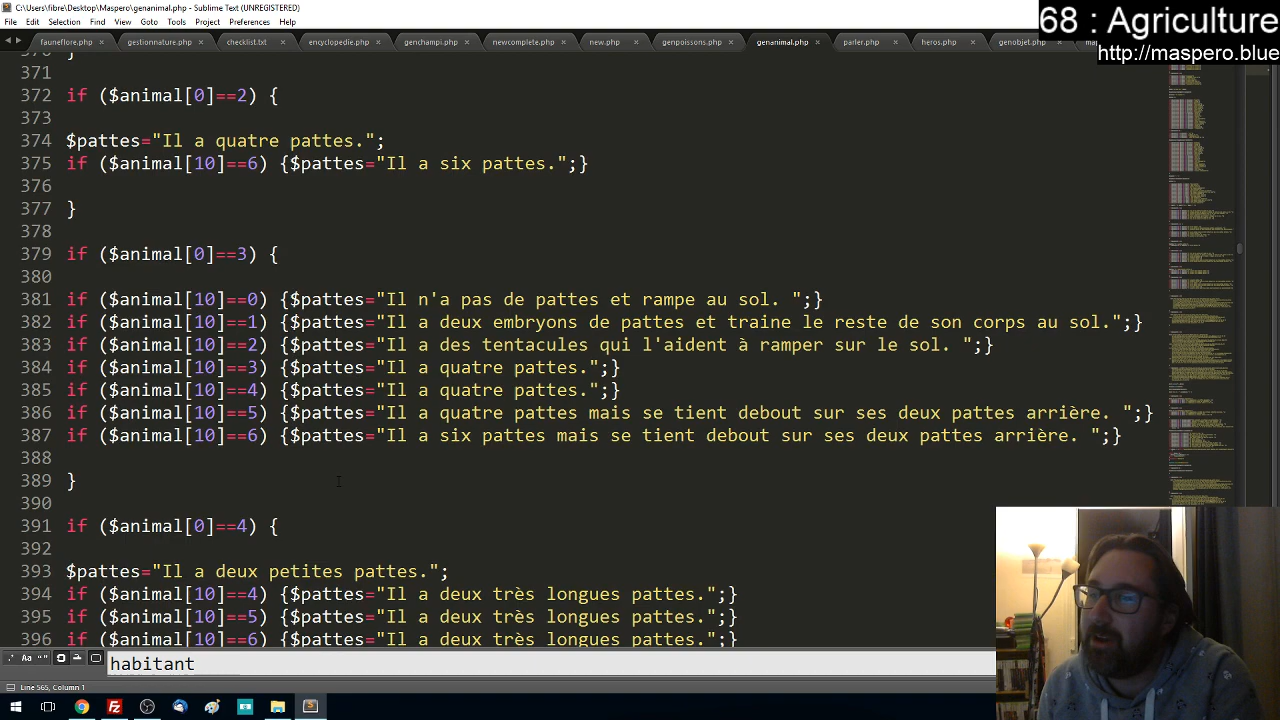 C:\Users\fibre\Desktop\Maspero\genanimal.php - Sublime Text (UNREGISTERED)
68 : Agriculture
File Edit Selection Find View Goto Tools Project Preferences Help
http://maspero.blue
fauneflore.php × gestionnature.php × checklist.txt × encyclopedie.php × genchampi.php × newcomplete.php × new.php × genpoissons.php × genanimal.php × parler.php × heros.php × genobjet.php ×
370 }
371
372 if ($animal[0]==2) {
373
374 $pattes="Il a quatre pattes.";
375 if ($animal[10]==6) {$pattes="Il a six pattes.";}
376
377 }
378
379 if ($animal[0]==3) {
380
381 if ($animal[10]==0) {$pattes="Il n'a pas de pattes et rampe au sol. ";}
382 if ($animal[10]==1) {$pattes="Il a deux embryons de pattes et traine le reste de son corps au sol.";}
383 if ($animal[10]==2) {$pattes="Il a des tentacules qui l'aident à ramper sur le sol. ";}
384 if ($animal[10]==3) {$pattes="Il a quatre pattes.";}
385 if ($animal[10]==4) {$pattes="Il a quatre pattes.";}
386 if ($animal[10]==5) {$pattes="Il a quatre pattes mais se tient debout sur ses deux pattes arrière. ";}
387 if ($animal[10]==6) {$pattes="Il a six pattes mais se tient debout sur ses deux pattes arrière. ";}
388
389 }
390
391 if ($animal[0]==4) {
392
393 $pattes="Il a deux petites pattes.";
394 if ($animal[10]==4) {$pattes="Il a deux très longues pattes.";}
395 if ($animal[10]==5) {$pattes="Il a deux très longues pattes.";}
396 if ($animal[10]==6) {$pattes="Il a deux très longues pattes.";}
habitant
Line 565, Column 1